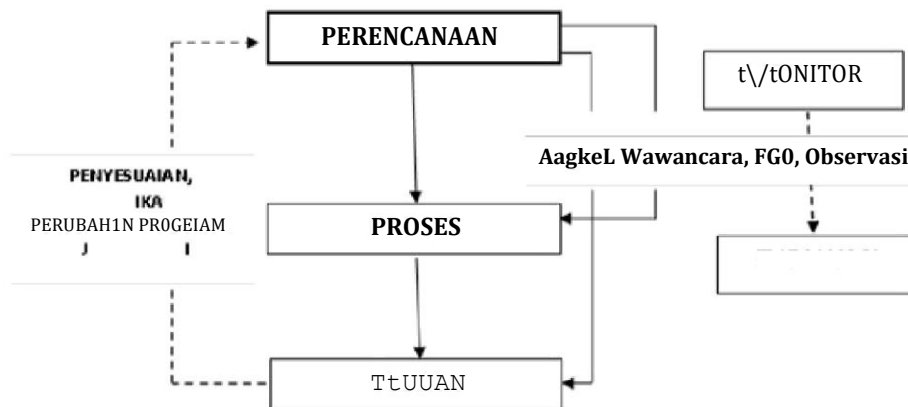 PERENCANAAN
t\/tONITOR
AagkeL Wawancara, FG0, Observasi
PENYESUAIAN,
IKA
PERUBAH1N PR0GEIAM
J I
PROSES
TtUUAN